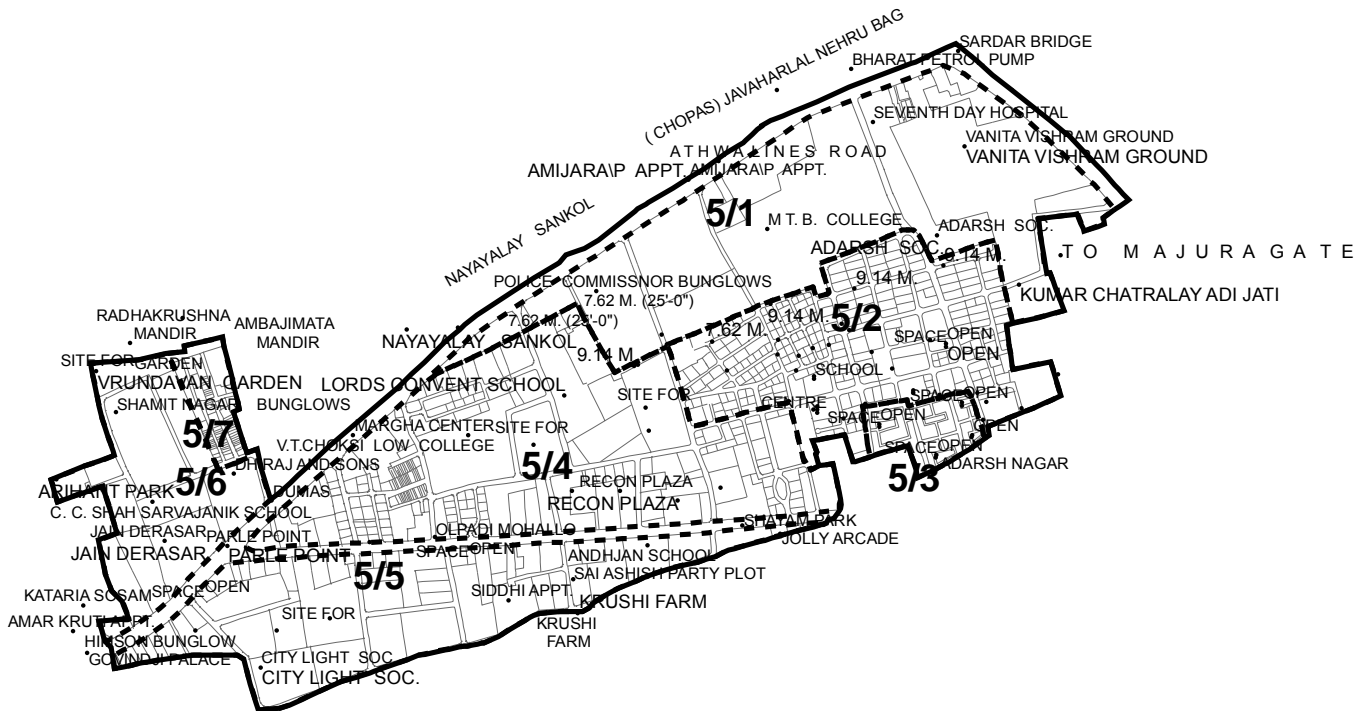 SARDAR BRIDGE
BHARAT PETROL PUMP
( CHOPAS) JAVAHARLAL NEHRU BAG
SEVENTH DAY HOSPITAL
VANITA VISHRAM GROUND
VANITA VISHRAM GROUND
ATHWALINES ROAD
AMIJARA\P APPT.
AMIJARA\P APPT.
5/1
M T.B. COLLEGE
ADARSH SOC.
ADARSH SOC.
9.14 M.
TO MAJURAGATE
NAYAYALAY SANKOL
POLICE COMMISSNOR BUNGLOWS
9.14 M.
7.62 M. (25'-0")
KUMAR CHATRALAY ADI JATI
7.62 M. (25'-0")
9.14 M.
5/2
7.62 M.
RADHAKRUSHNA
MANDIR
AMBAJIMATA
MANDIR
NAYAYALAY SANKOL
9.14 M.
SPACE
OPEN
OPEN
SITE FOR
GARDEN
VRUNDAVAN GARDEN
LORDS CONVENT SCHOOL
SCHOOL
SHAMIT NAGAR
BUNGLOWS
SITE FOR
CENTRE
SPACE
OPEN
SPACE
OPEN
OPEN
5/7
MARGHA CENTER
SITE FOR
V.T.CHOKSI LOW COLLEGE
SPACE
OPEN
5/4
DHIRAJ AND SONS
5/3
ADARSH NAGAR
ARIHANT PARK
5/6
DUMAS
RECON PLAZA
RECON PLAZA
C. C. SHAH SARVAJANIK SCHOOL
JAIN DERASAR
PARLE POINT
OLPADI MOHALLO
SHAYAM PARK
JOLLY ARCADE
JAIN DERASAR
PARLE POINT
SPACE
OPEN
ANDHJAN SCHOOL
5/5
SAI ASHISH PARTY PLOT
KATARIA SOSAM
SPACE
OPEN
SIDDHI APPT.
KRUSHI FARM
SITE FOR
AMAR KRUTI APPT.
KRUSHI
FARM
HIMSON BUNGLOW
GOVINDJI PALACE
CITY LIGHT SOC
CITY LIGHT SOC.